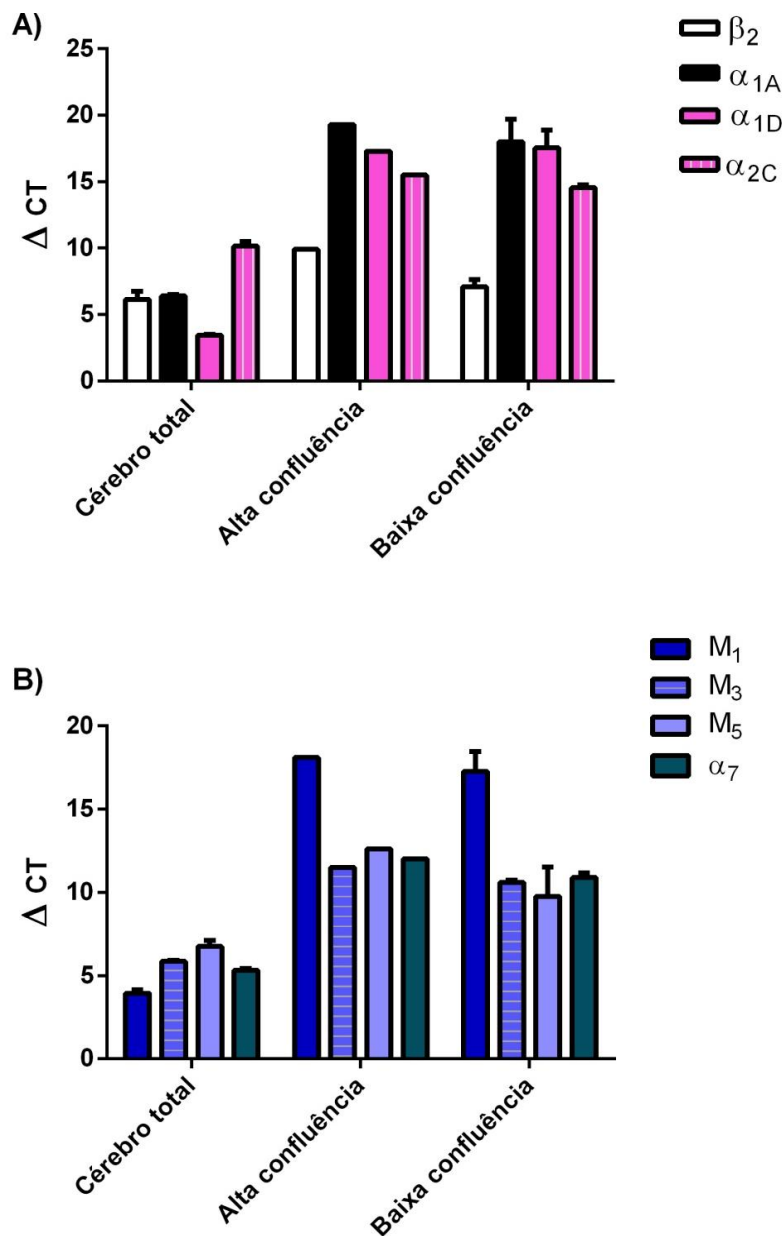 A)
β2
α1A
α1D
α2C
25
20
15
10
5
0
Δ CT
Cérebro total
Alta confluência
Baixa confluência
B)
M1
M3
M5
α7
20
15
10
5
0
Δ CT
Cérebro total
Alta confluência
Baixa confluência